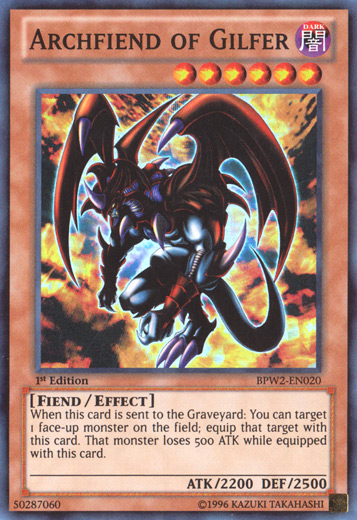 ARCHFIEND OF GILFER
DARK
闇
1st Edition
BPW2-EN020
[FIEND / EFFECT]
When this card is sent to the Graveyard: You can target
1 face-up monster on the field; equip that target with
this card. That monster loses 500 ATK while equipped
with this card.
ATK/2200 DEF/2500
50287060
©1996 KAZUKI TAKAHASHI